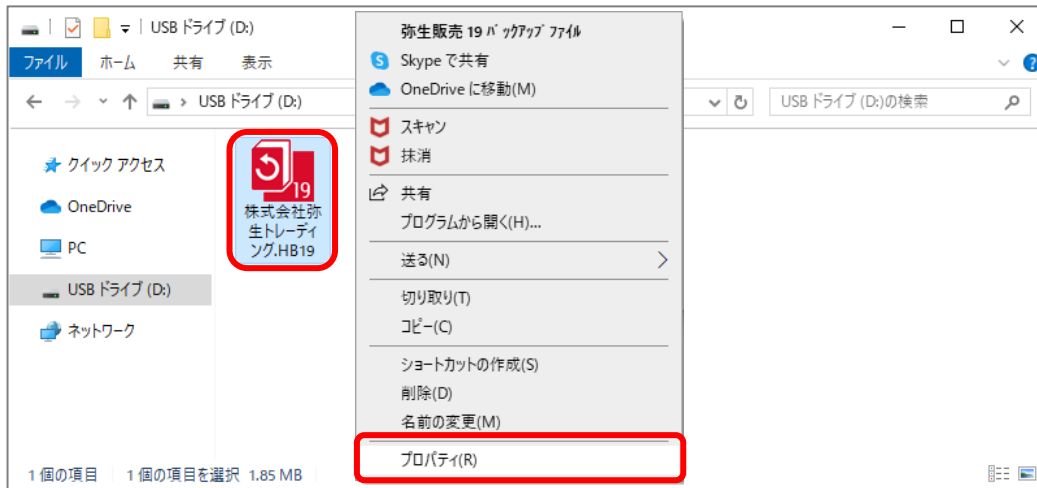 USB ドライブ (D:)
ファイル
ホーム
共有
表示
USB ドライブ (D:)
USB ドライブ (D:)の検索
クイック アクセス
OneDrive
PC
USB ドライブ (D:)
ネットワーク
19
株式会社弥
生トレーディ
ング.HB19
弥生販売 19 ﾊﾞｯｸｱｯﾌﾟ ﾌｧｲﾙ
Skype で共有
OneDrive に移動(M)
スキャン
抹消
共有
プログラムから開く(H)...
送る(N)
切り取り(T)
コピー(C)
ショートカットの作成(S)
削除(D)
名前の変更(M)
プロパティ(R)
1 個の項目
1 個の項目を選択 1.85 MB